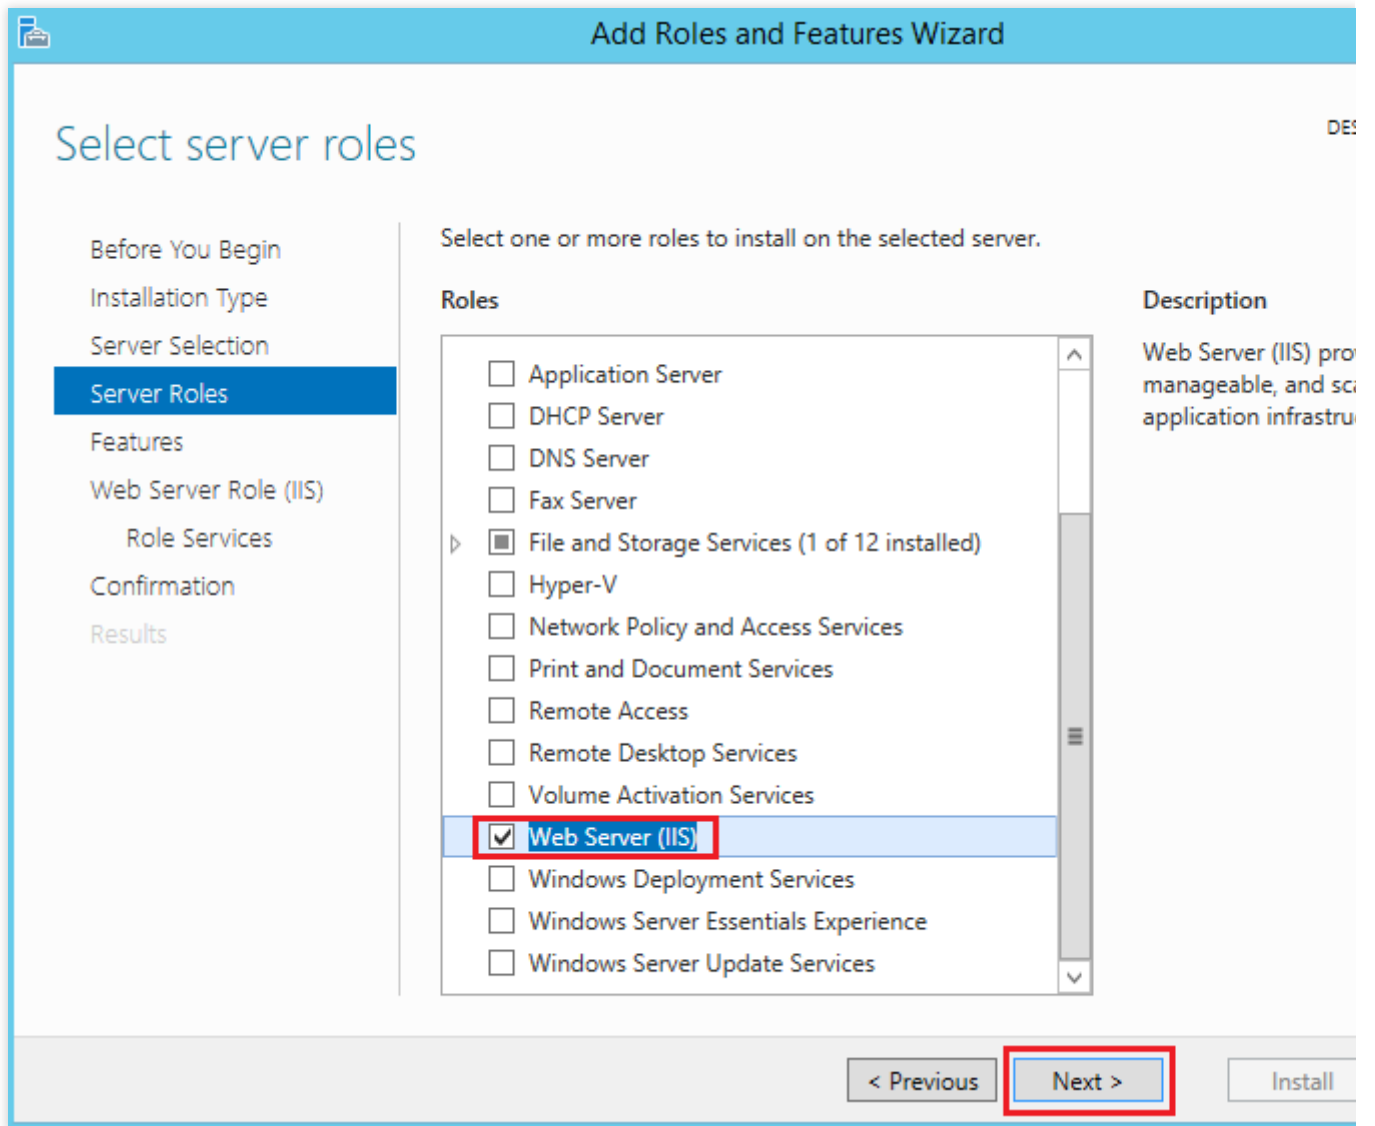 Add Roles and Features Wizard
Select server roles
Before You Begin
Installation Type
Server Selection
Server Roles
Features
Web Server Role (IIS)
Role Services
Confirmation
Results
Select one or more roles to install on the selected server.
Roles
Application Server
DHCP Server
DNS Server
Fax Server
File and Storage Services (1 of 12 installed)
Hyper-V
Network Policy and Access Services
Print and Document Services
Remote Access
Remote Desktop Services
Volume Activation Services
Web Server (IIS)
Windows Deployment Services
Windows Server Essentials Experience
Windows Server Update Services
Description
Web Server (IIS)
manageable, and
application
< Previous
Next >
Install